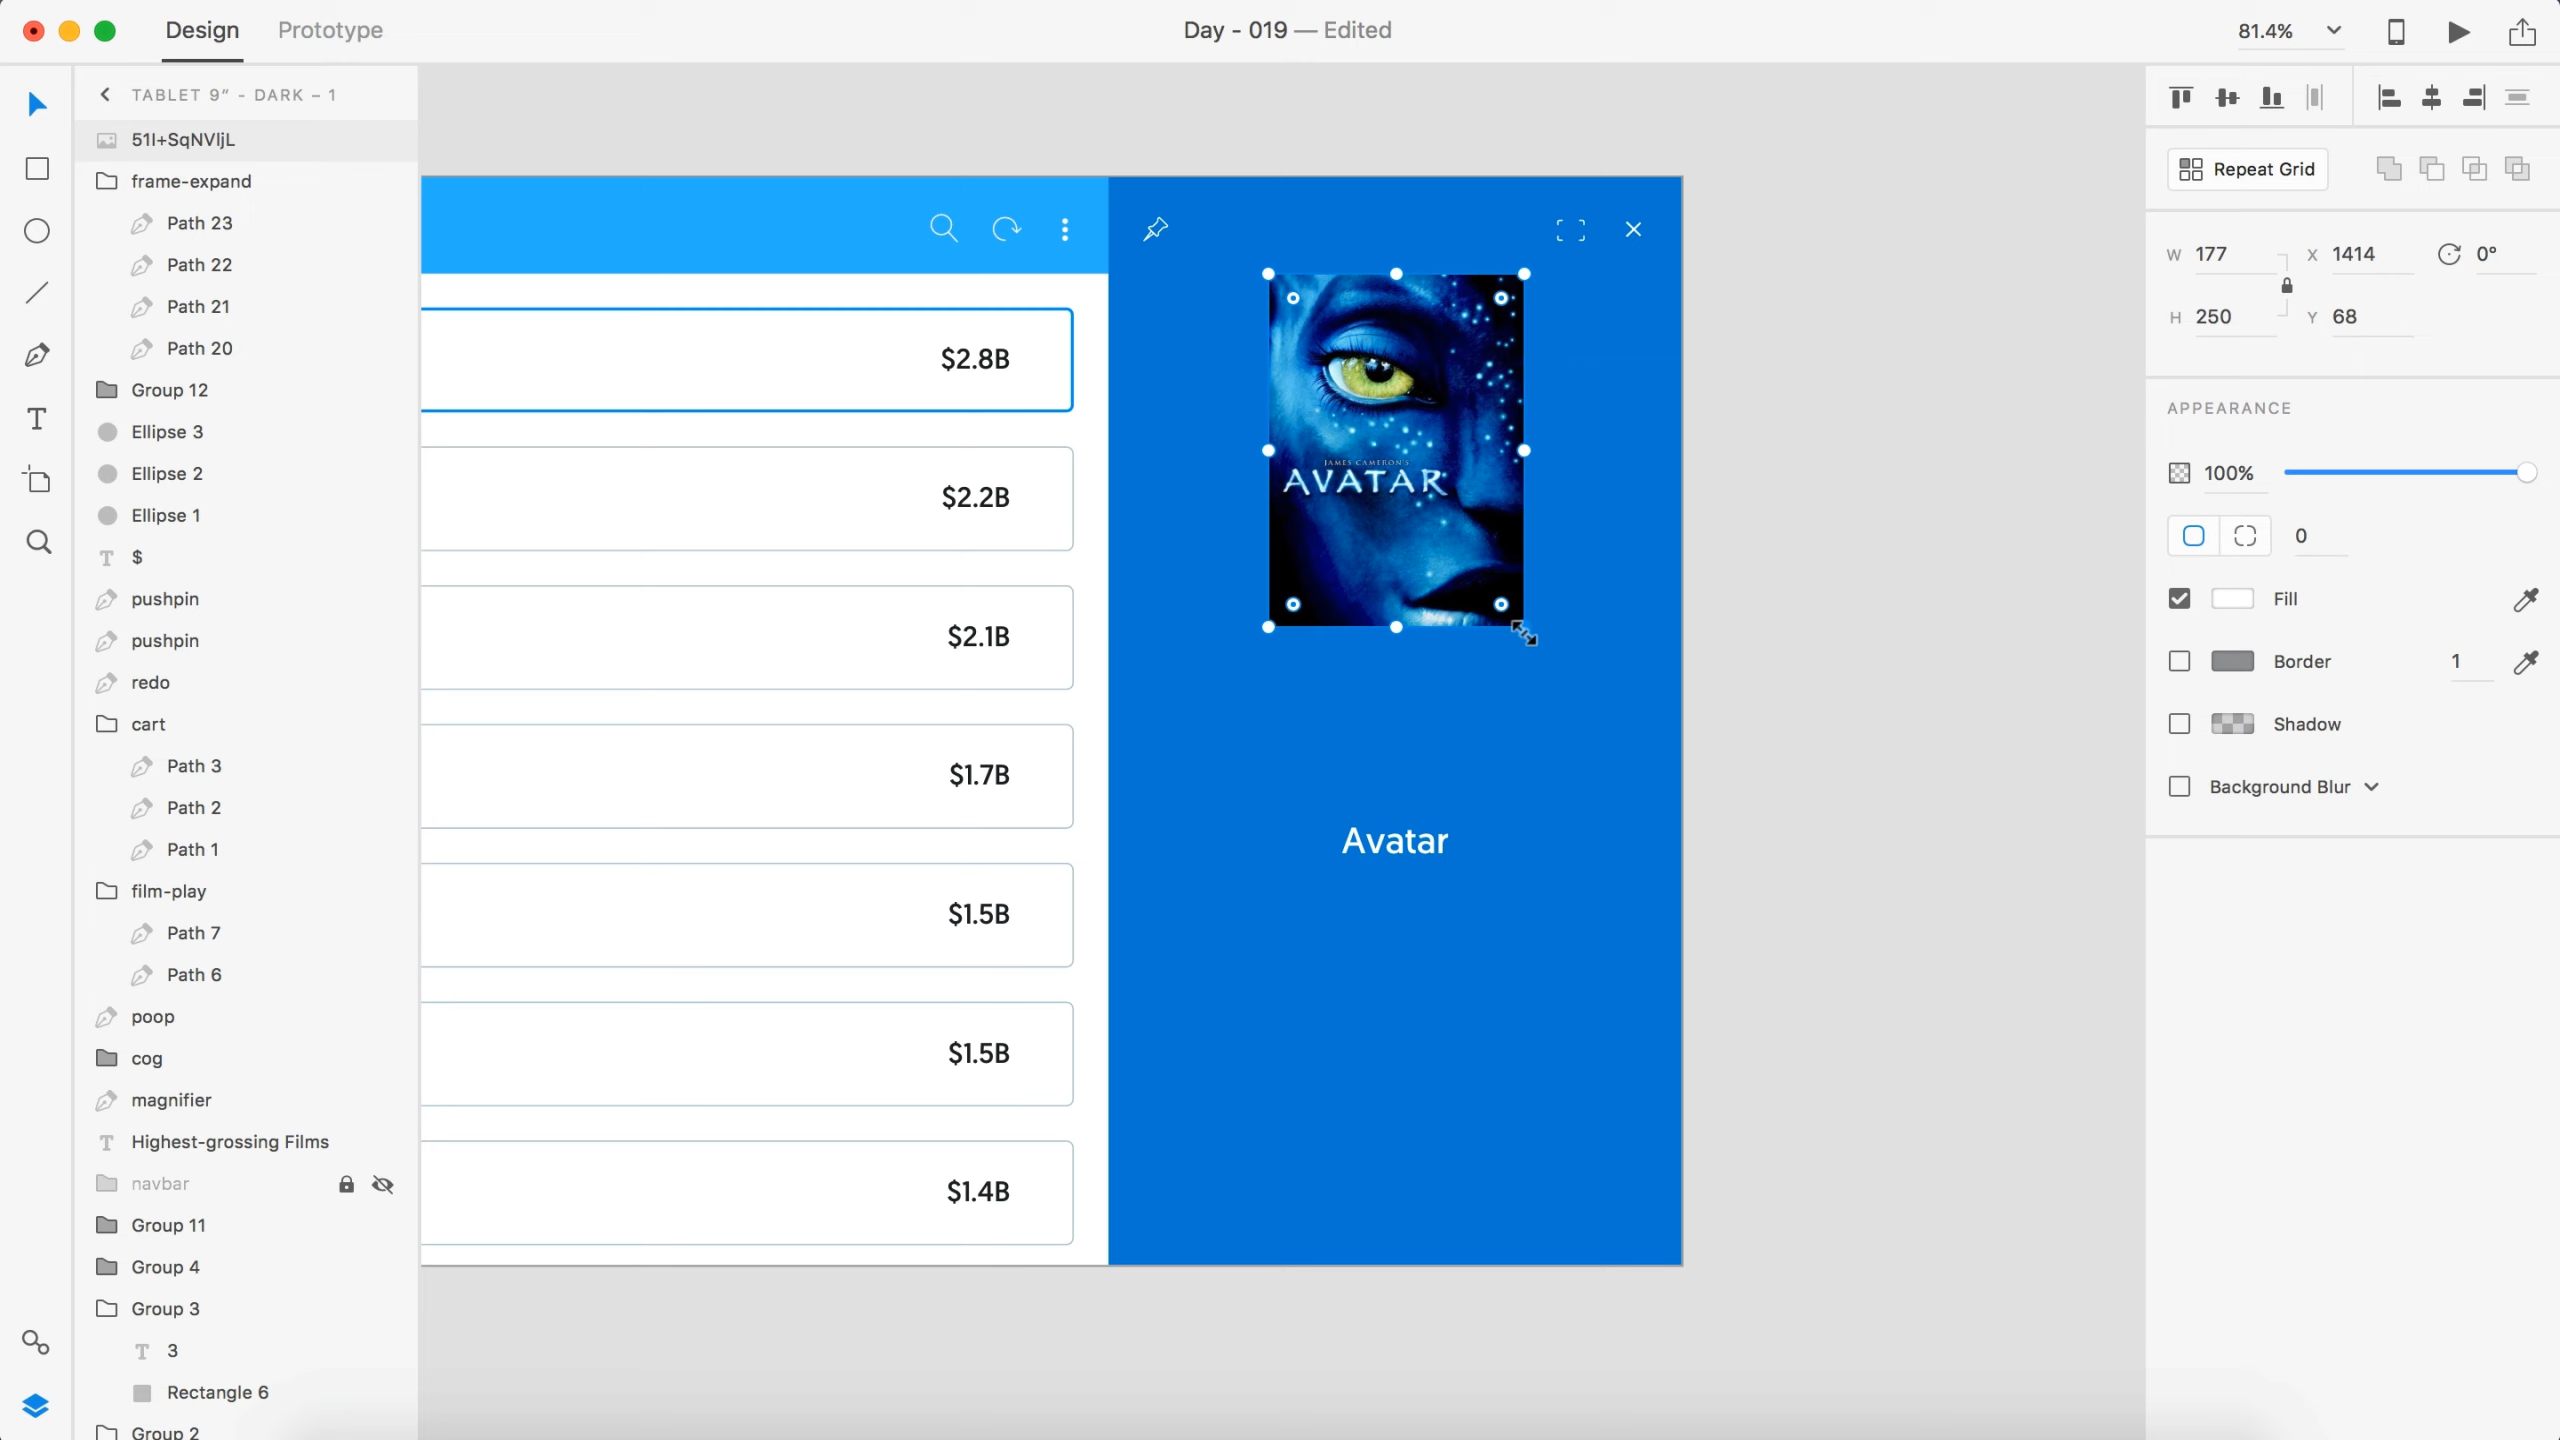 Design
Prototype
Day - 019 — Edited
81.4%
TABLET 9” - DARK – 1
51I+SqNVljL
frame-expand
Path 23
Path 22
Path 21
Path 20
Group 12
Ellipse 3
Ellipse 2
Ellipse 1
$
pushpin
pushpin
redo
cart
Path 3
Path 2
Path 1
film-play
Path 7
Path 6
poop
cog
magnifier
Highest-grossing Films
navbar
Group 11
Group 4
Group 3
3
Rectangle 6
Group 2
$2.8B
$2.2B
$2.1B
$1.7B
$1.5B
$1.5B
$1.4B
JAMES CAMERON'S
AVATAR
Avatar
Repeat Grid
W 177
X 1414
0°
H 250
Y 68
APPEARANCE
100%
0
Fill
Border
1
Shadow
Background Blur